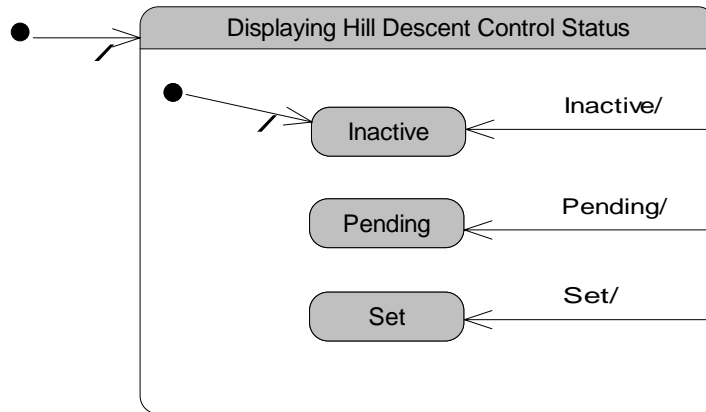 Displaying Hill Descent Control Status
/
/
Inactive/
Inactive
Pending/
Pending
Set/
Set